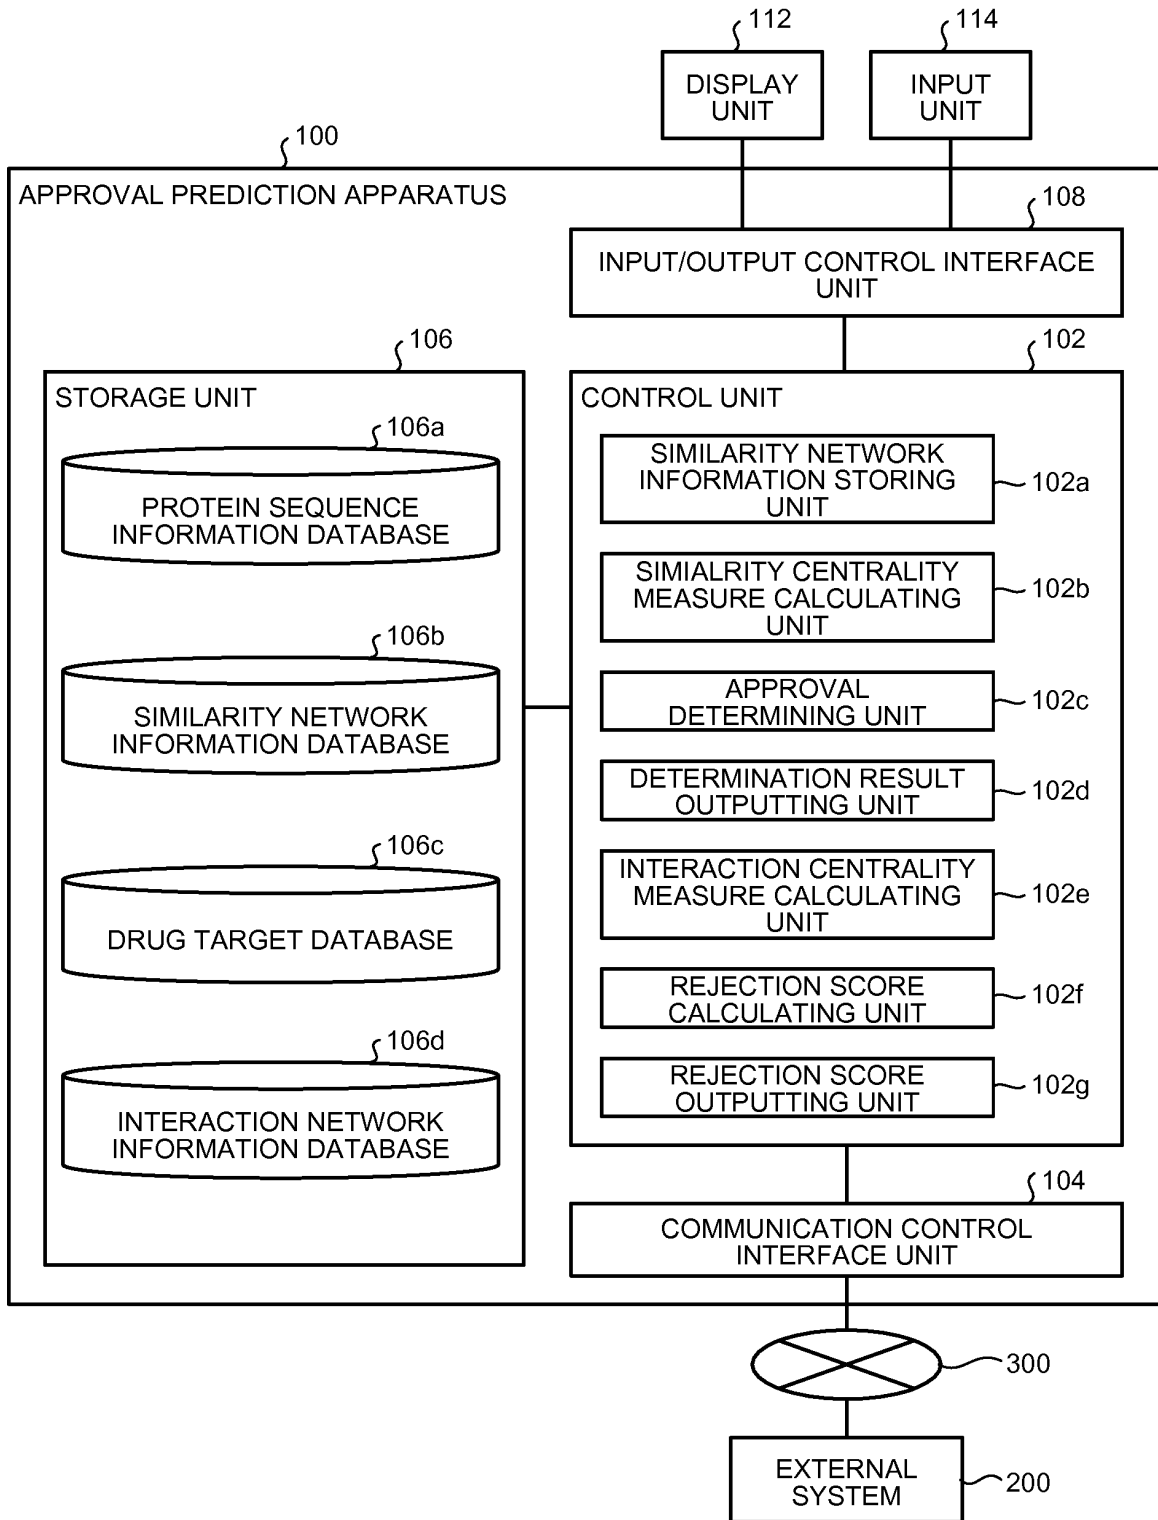 112
114
DISPLAY
UNIT
INPUT
UNIT
100
APPROVAL PREDICTION APPARATUS
108
INPUT/OUTPUT CONTROL INTERFACE
UNIT
106
STORAGE UNIT
106a
PROTEIN SEQUENCE
INFORMATION DATABASE
106b
SIMILARITY NETWORK
INFORMATION DATABASE
106c
DRUG TARGET DATABASE
106d
INTERACTION NETWORK
INFORMATION DATABASE
102
CONTROL UNIT
SIMILARITY NETWORK
INFORMATION STORING
UNIT
102a
SIMIALRITY CENTRALITY
MEASURE CALCULATING
UNIT
102b
APPROVAL
DETERMINING UNIT
102c
DETERMINATION RESULT
OUTPUTTING UNIT
102d
INTERACTION CENTRALITY
MEASURE CALCULATING
UNIT
102e
REJECTION SCORE
CALCULATING UNIT
102f
REJECTION SCORE
OUTPUTTING UNIT
102g
104
COMMUNICATION CONTROL
INTERFACE UNIT
300
EXTERNAL
SYSTEM
200